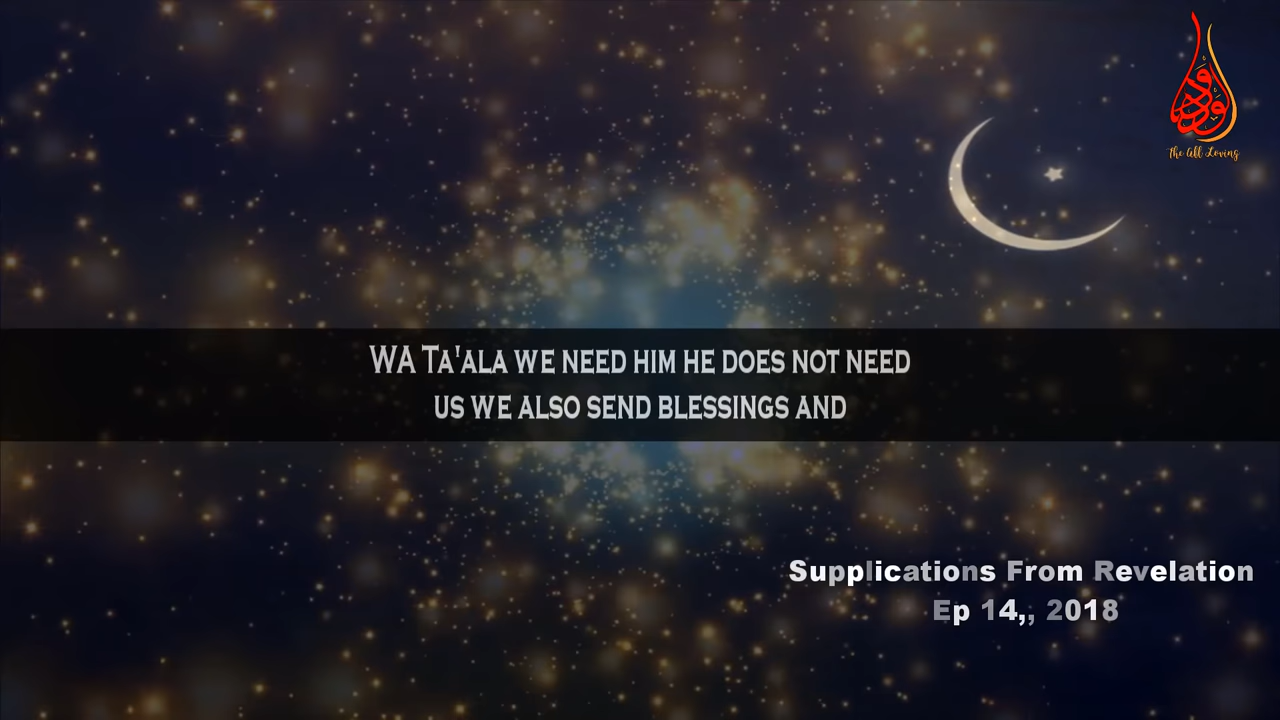 الودود
The All Loving
WA Ta'ala we need him he does not need
us we also send blessings and
Supplications From Revelation
Ep 14,, 2018